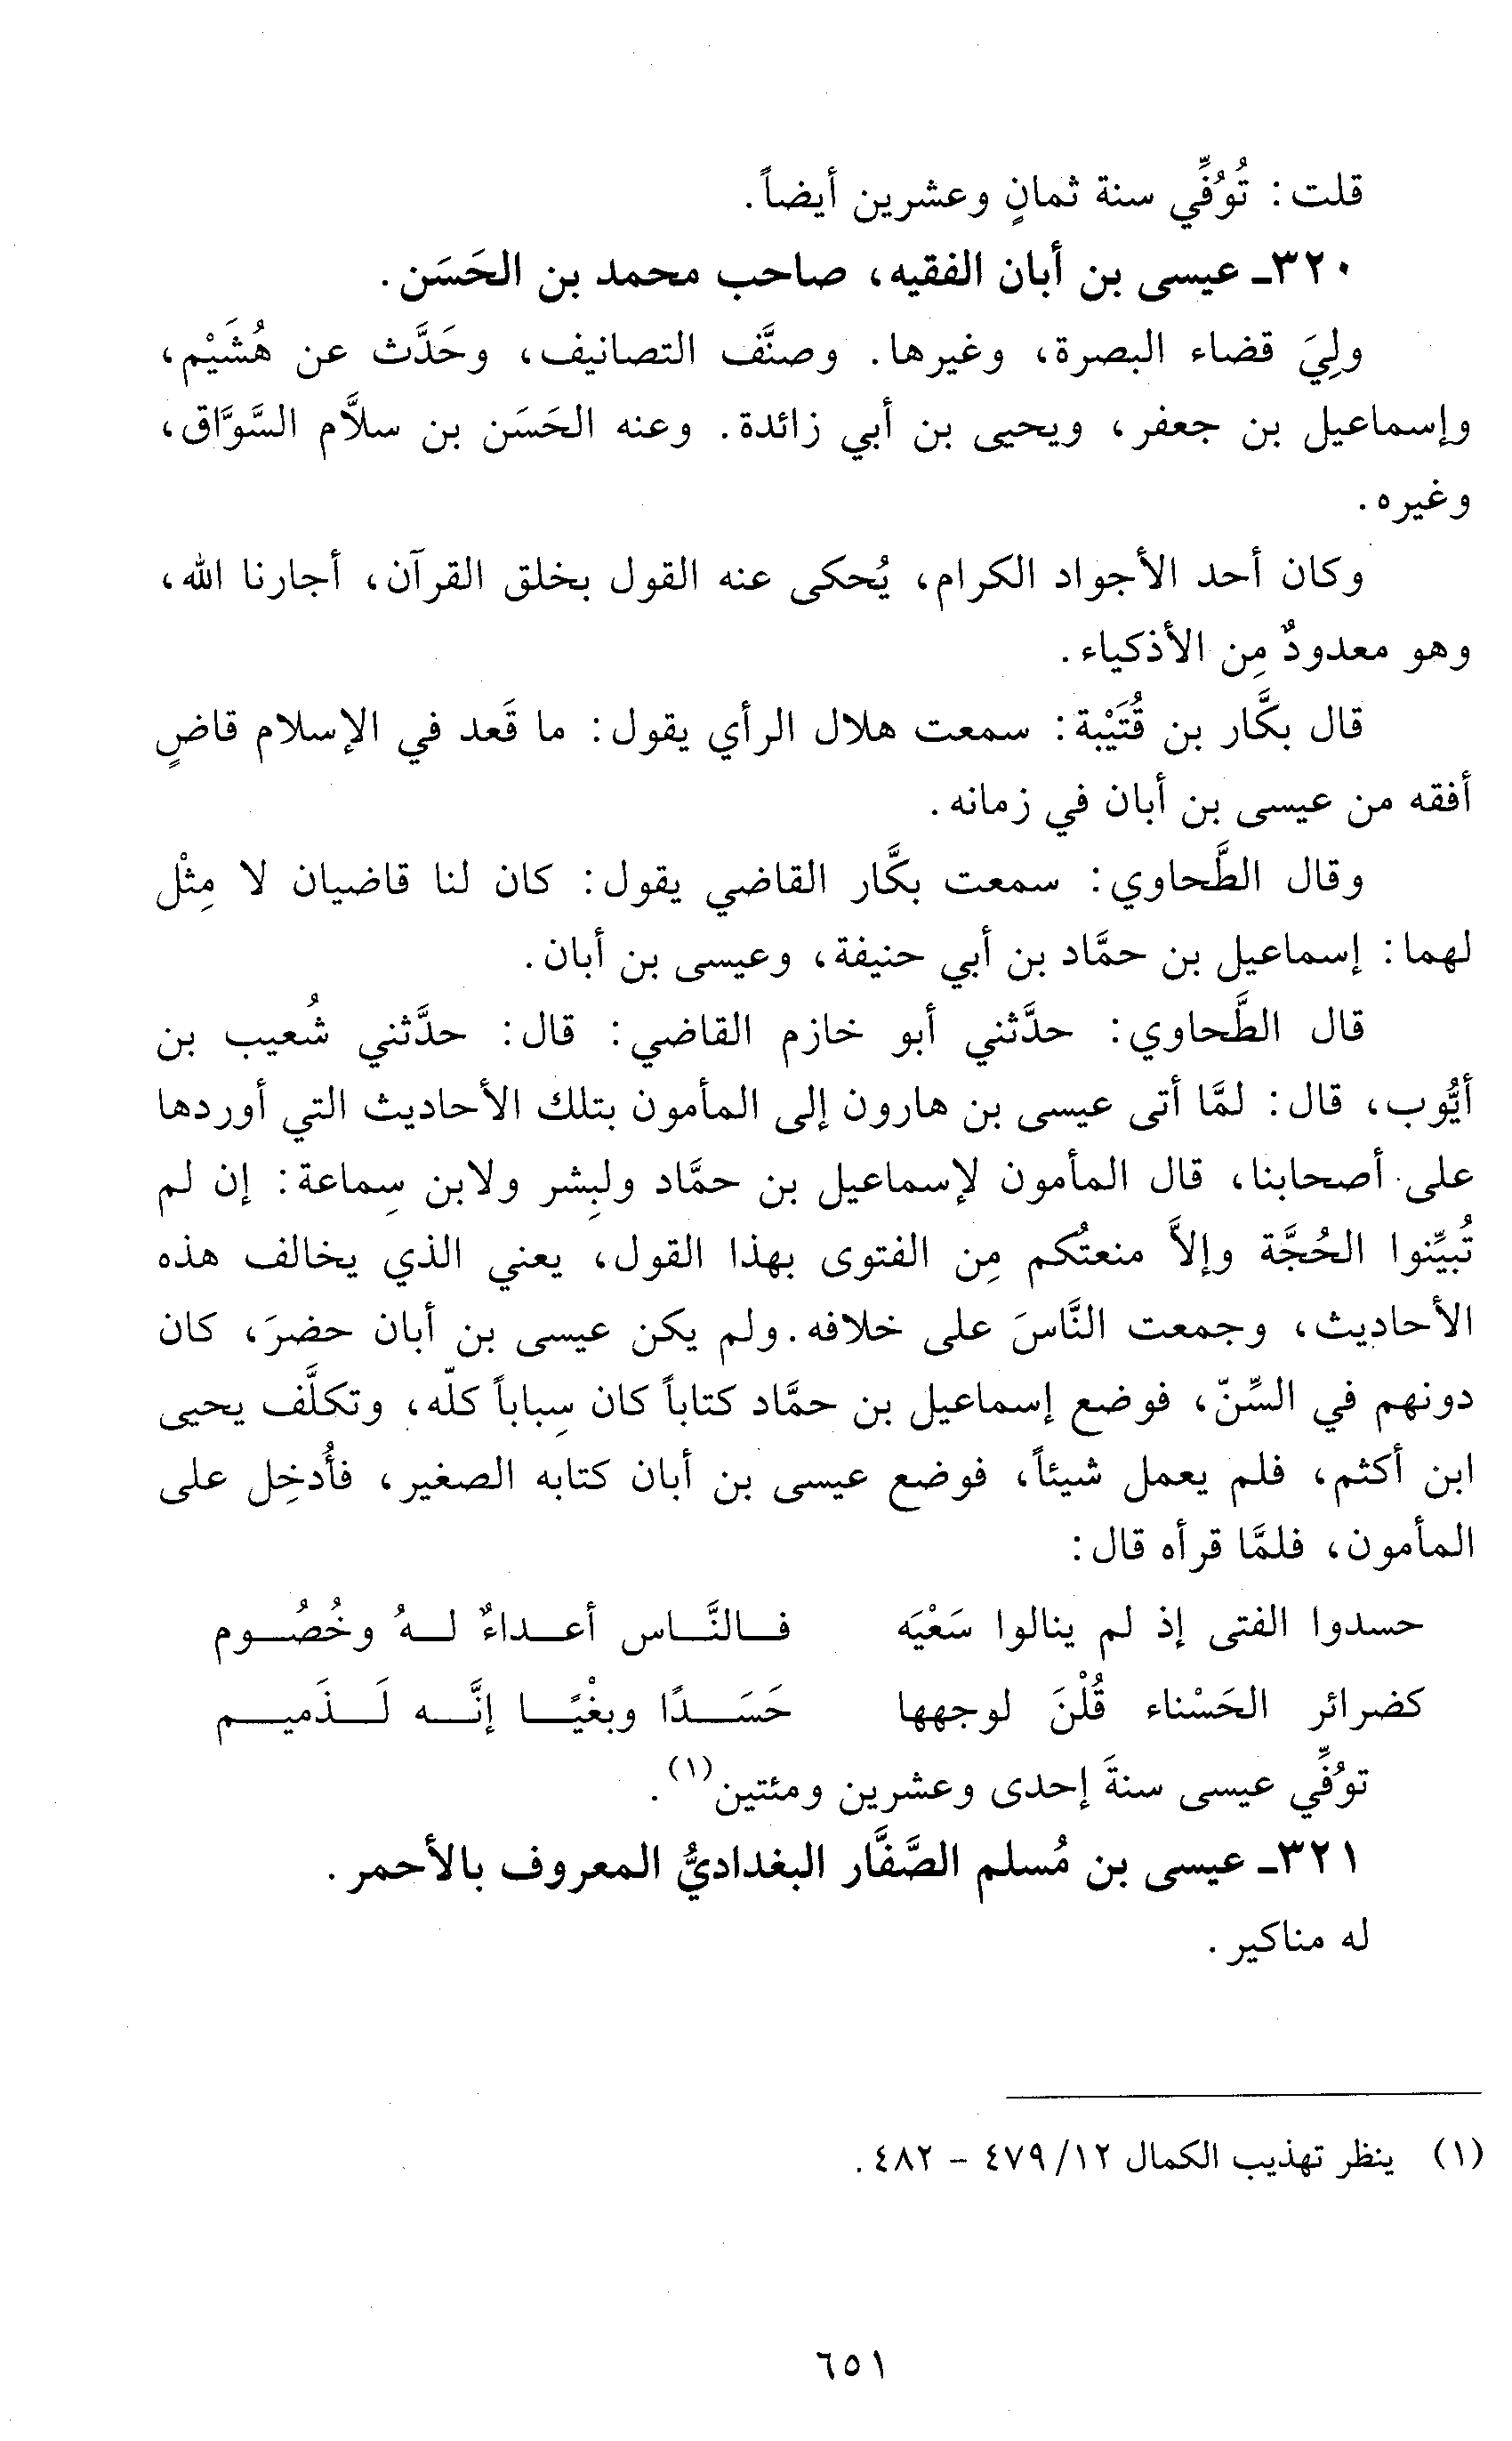 قلت: تُوُفِّي سنة ثمانٍ وعشرين أيضاً.
٣٢٠ـ عيسى بن أبان الفقيه، صاحب محمد بن الحَسَن.
ولِيَ قضاء البصرة، وغيرها. وصنَّف التصانيف، وحَدَّث عن هُشَيْم،
وإسماعيل بن جعفر، ويحيى بن أبي زائدة. وعنه الحَسَن بن سلاَّم السَّوَّاق،
وغيره.
وكان أحد الأجواد الكرام، يُحكى عنه القول بخلق القرآن، أجارنا الله،
وهو معدودٌ مِن الأذكياء.
قال بكَّار بن قُتَيْبة: سمعت هلال الرأي يقول: ما قَعد في الإسلام قاضٍ
أفقه من عيسى بن أبان في زمانه.
وقال الطَّحاوي: سمعت بكَّار القاضي يقول: كان لنا قاضيان لا مِثْل
لهما: إسماعيل بن حمَّاد بن أبي حنيفة، وعيسى بن أبان.
قال الطَّحاوي: حدَّثني أبو خازم القاضي: قال: حدَّثني شُعيب بن
أيُّوب، قال: لمَّا أتى عيسى بن هارون إلى المأمون بتلك الأحاديث التي أوردها
على أصحابنا، قال المأمون لإسماعيل بن حمَّاد ولبِشر ولابن سِماعة: إن لم
تُبيِّنوا الحُجَّة وإلاَّ منعتُكم مِن الفتوى بهذا القول، يعني الذي يخالف هذه
الأحاديث، وجمعت النَّاسَ على خلافه. ولم يكن عيسى بن أبان حضرَ، كان
دونهم في السِّنّ، فوضع إسماعيل بن حمَّاد كتاباً كان سِباباً كلّه، وتكلَّف يحيى
ابن أكثم، فلم يعمل شيئاً، فوضع عيسى بن أبان كتابه الصغير، فأُدخِل على
المأمون، فلمَّا قرأه قال:
حسدوا الفتى إذ لم ينالوا سَعْيَه فالنَّاس أعداءٌ لهُ وخُصُوم
كضرائر الحَسْناء قُلْنَ لوجهها حَسَدًا وبغْيًا إنَّه لَذَميم
توُفِّي عيسى سنةَ إحدى وعشرين ومئتين(١).
٣٢١ـ عيسى بن مُسلم الصَّفَّار البغداديُّ المعروف بالأحمر.
له مناكير.
(١) ينظر تهذيب الكمال ١٢/ ٤٧٩ - ٤٨٢.
٦٥١